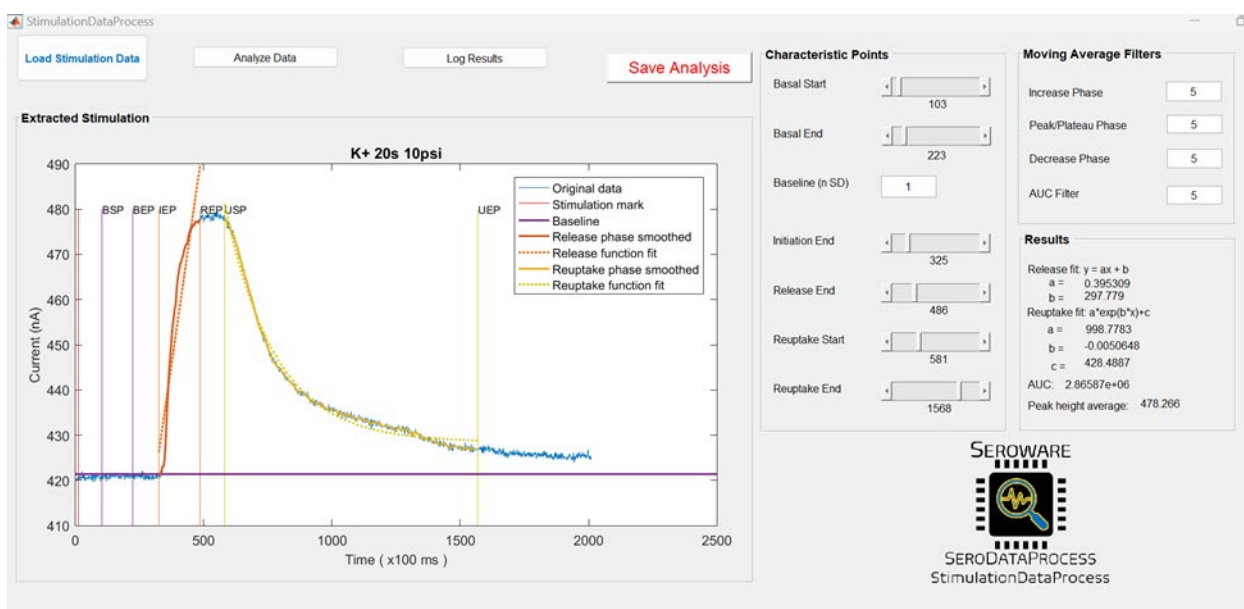 StimulationDataProcess
Load Stimulation Data
Analyze Data
Log Results
Save Analysis
Extracted Stimulation
K+ 20s 10psi
490
480
470
460
450
440
430
420
410
Current (nA)
BSP BEP IEP REP USP UEP
Original data
Stimulation mark
Baseline
Release phase smoothed
Release function fit
Reuptake phase smoothed
Reuptake function fit
0 500 1000 1500 2000 2500
Time ( x100 ms )
Characteristic Points
Basal Start
103
Basal End
223
Baseline (n SD) 1
Initiation End
325
Release End
486
Reuptake Start
581
Reuptake End
1568
Moving Average Filters
Increase Phase 5
Peak/Plateau Phase 5
Decrease Phase 5
AUC Filter 5
Results
Release fit: y = ax + b
a = 0.395309
b = 297.779
Reuptake fit: a*exp(b*x)+c
a = 998.7783
b = -0.0050648
c = 428.4887
AUC: 2.86587e+06
Peak height average: 478.266
SEROWARE
SERODATAPROCESS
StimulationDataProcess